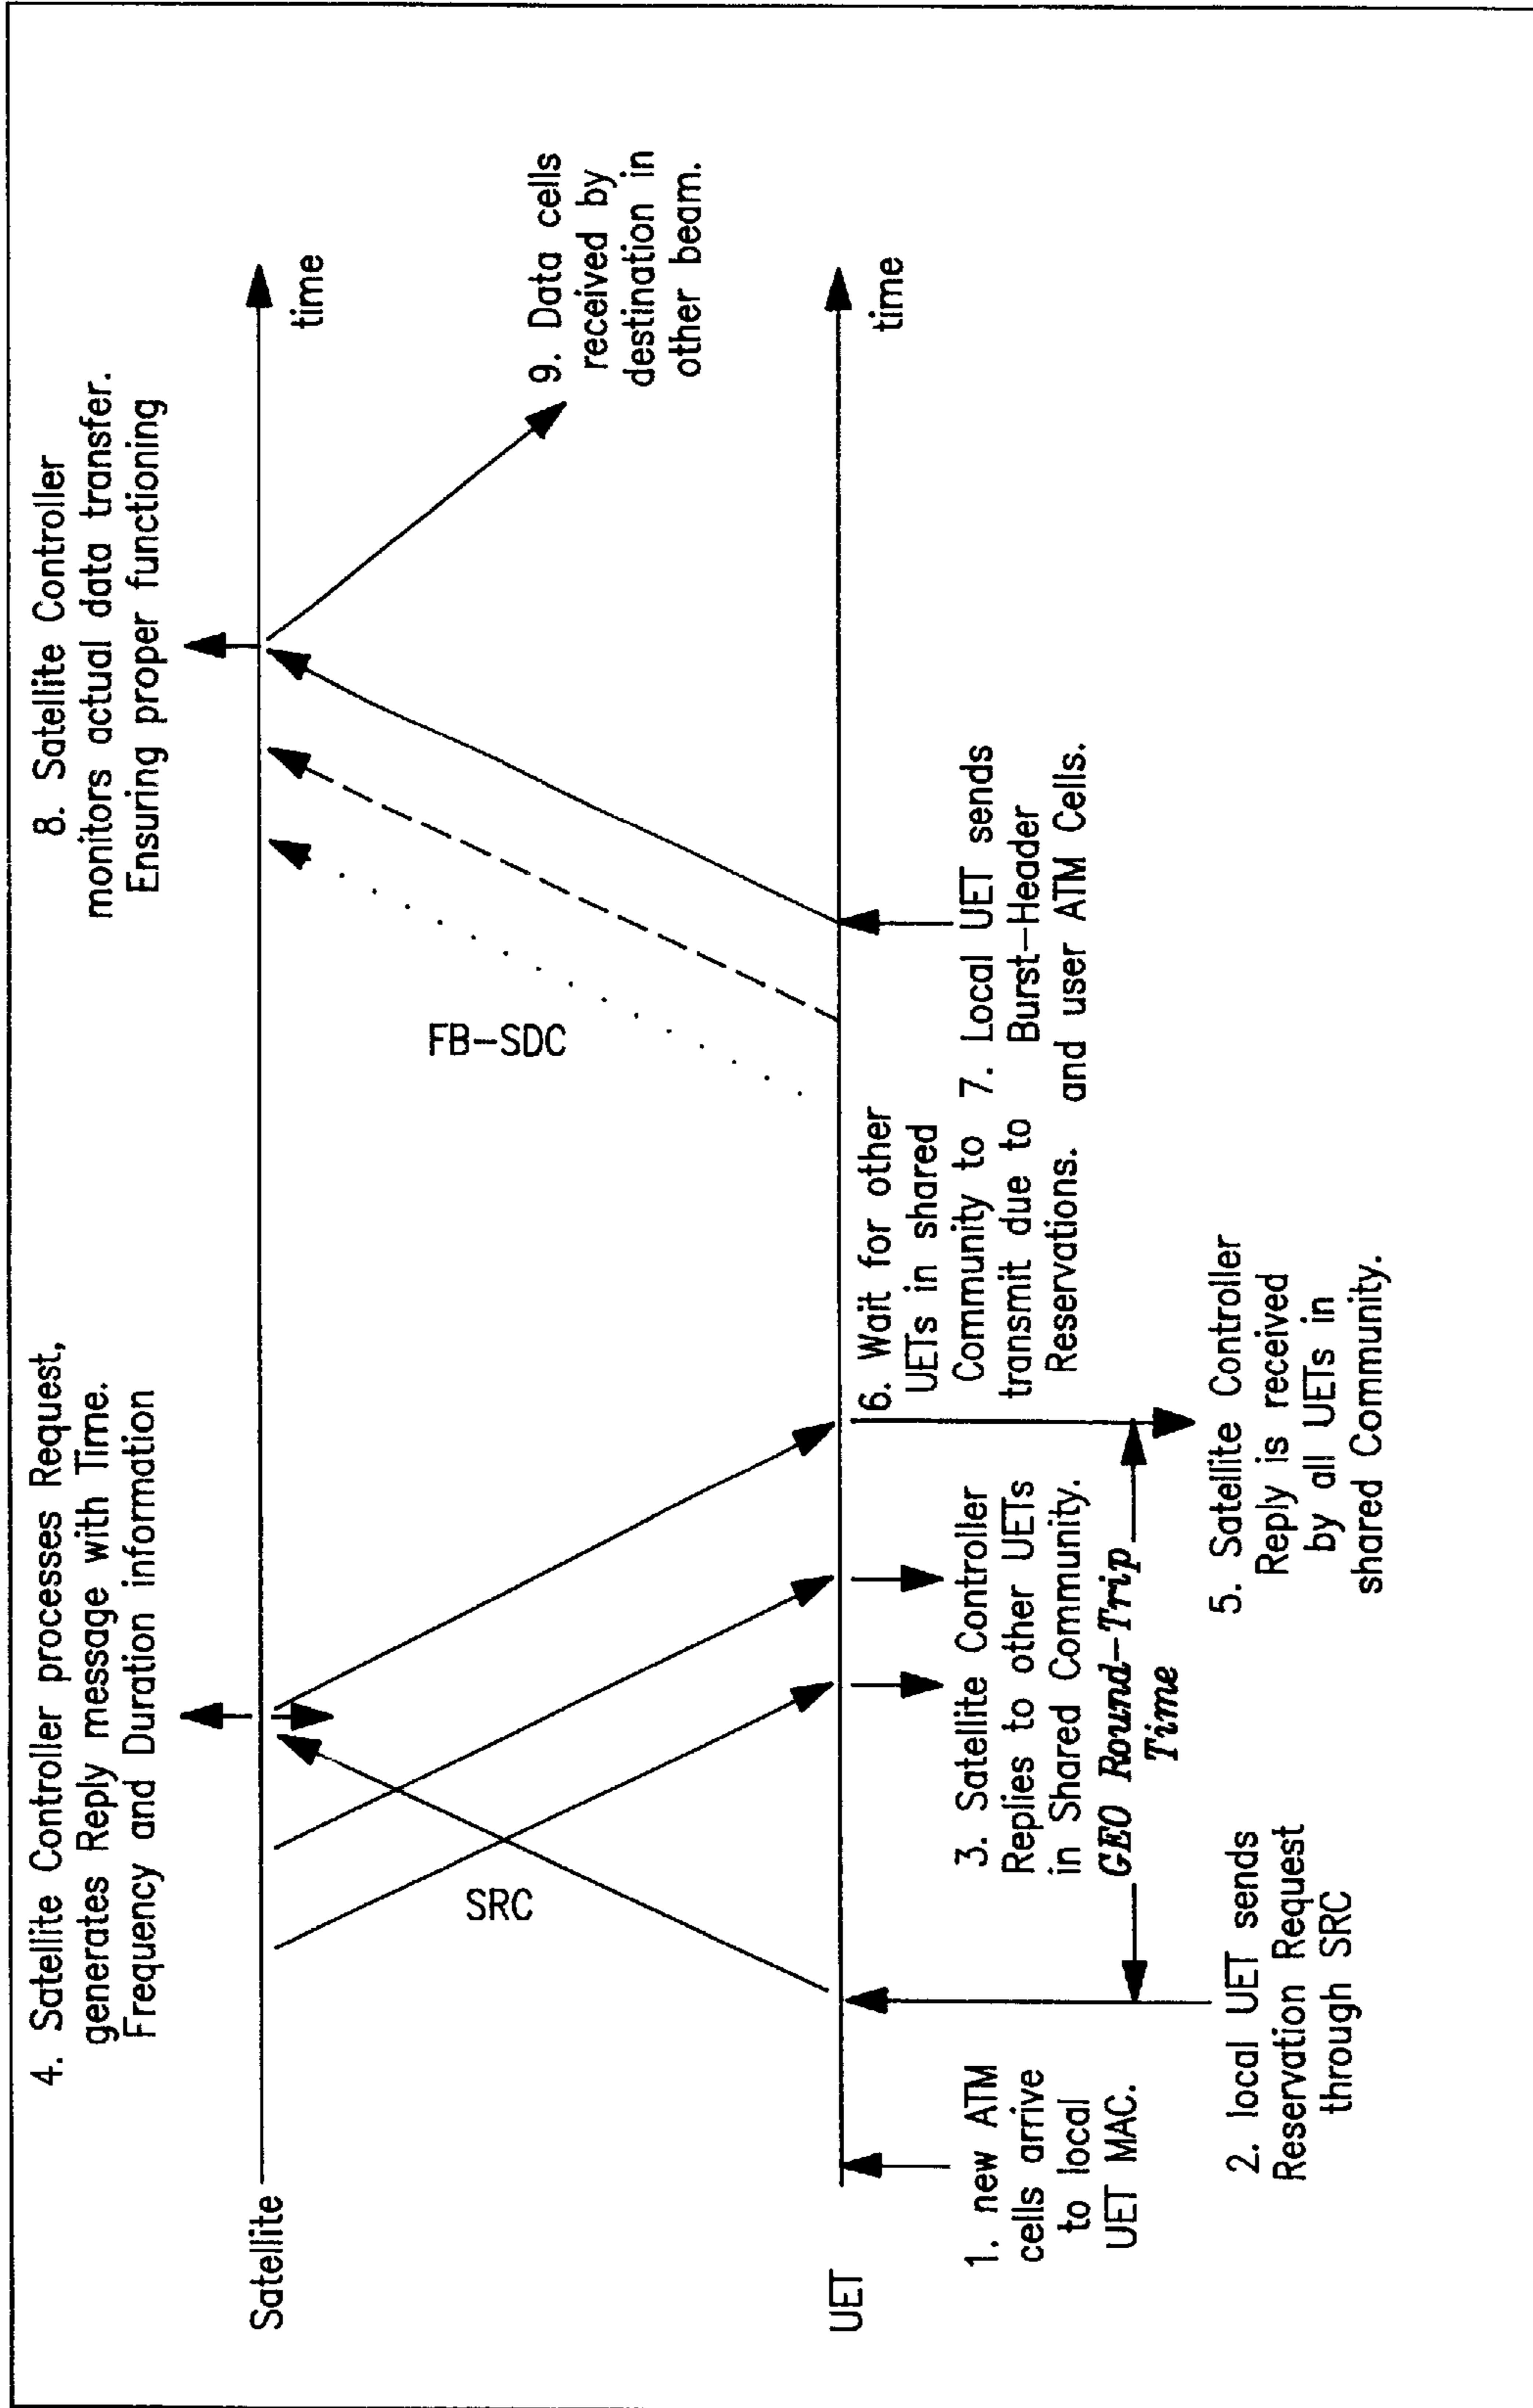 4. Satellite Controller processes Request,
generates Reply message with Time.
Frequency and Duration information
8. Satellite Controller
monitors actual data transfer.
Ensuring proper functioning
Satellite
time
SRC
FB-SDC
9. Data cells
received by
destination in
other beam.
UET
time
1. new ATM
cells arrive
to local
UET MAC.
2. local UET sends
Reservation Request
through SRC
3. Satellite Controller
Replies to other UETs
in Shared Community.
GEO Round-Trip
Time
5. Satellite Controller
Reply is received
by all UETs in
shared Community.
6. Wait for other
UETs in shared
Community to
transmit due to
Reservations.
7. Local UET sends
Burst-Header
and user ATM Cells.